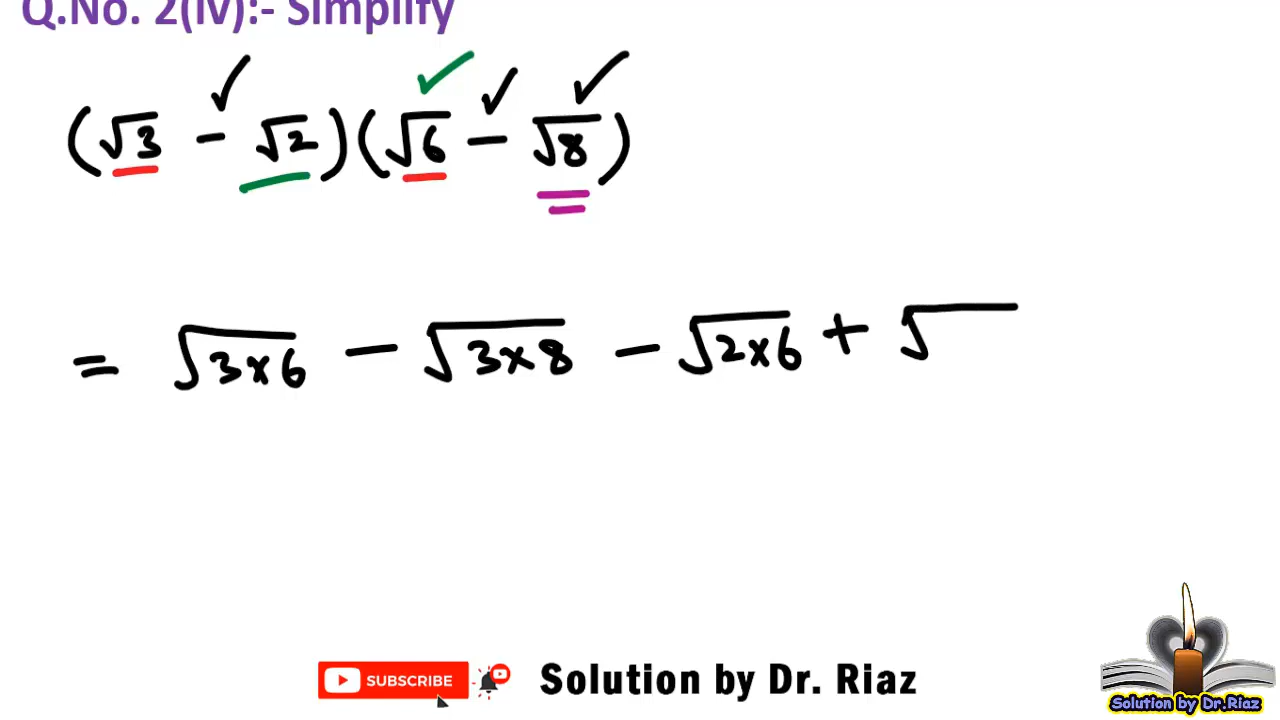 Q.No. 2(iv):- Simplify
(√3 - √2)(√6 - √8)
= √3×6 - √3×8 - √2×6 + √
SUBSCRIBE
Solution by Dr. Riaz
Solution by Dr.Riaz